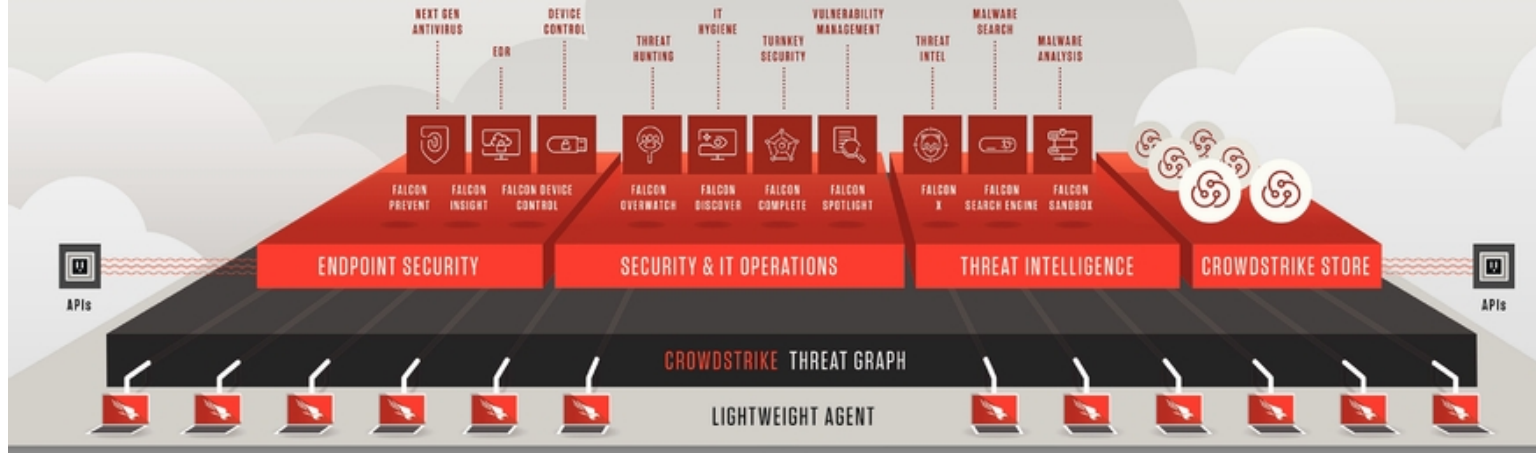 NEXT GEN
ANTIVIRUS
EDR
DEVICE
CONTROL
THREAT
HUNTING
IT
HYGIENE
TURNKEY
SECURITY
VULNERABILITY
MANAGEMENT
THREAT
INTEL
MALWARE
SEARCH
MALWARE
ANALYSIS
FALCON
PREVENT
FALCON
INSIGHT
FALCON DEVICE
CONTROL
FALCON
OVERWATCH
FALCON
DISCOVER
FALCON
COMPLETE
FALCON
SPOTLIGHT
FALCON
X
FALCON
SEARCH ENGINE
FALCON
SANDBOX
ENDPOINT SECURITY
SECURITY & IT OPERATIONS
THREAT INTELLIGENCE
CROWDSTRIKE STORE
APIs
APIs
CROWDSTRIKE THREAT GRAPH
LIGHTWEIGHT AGENT